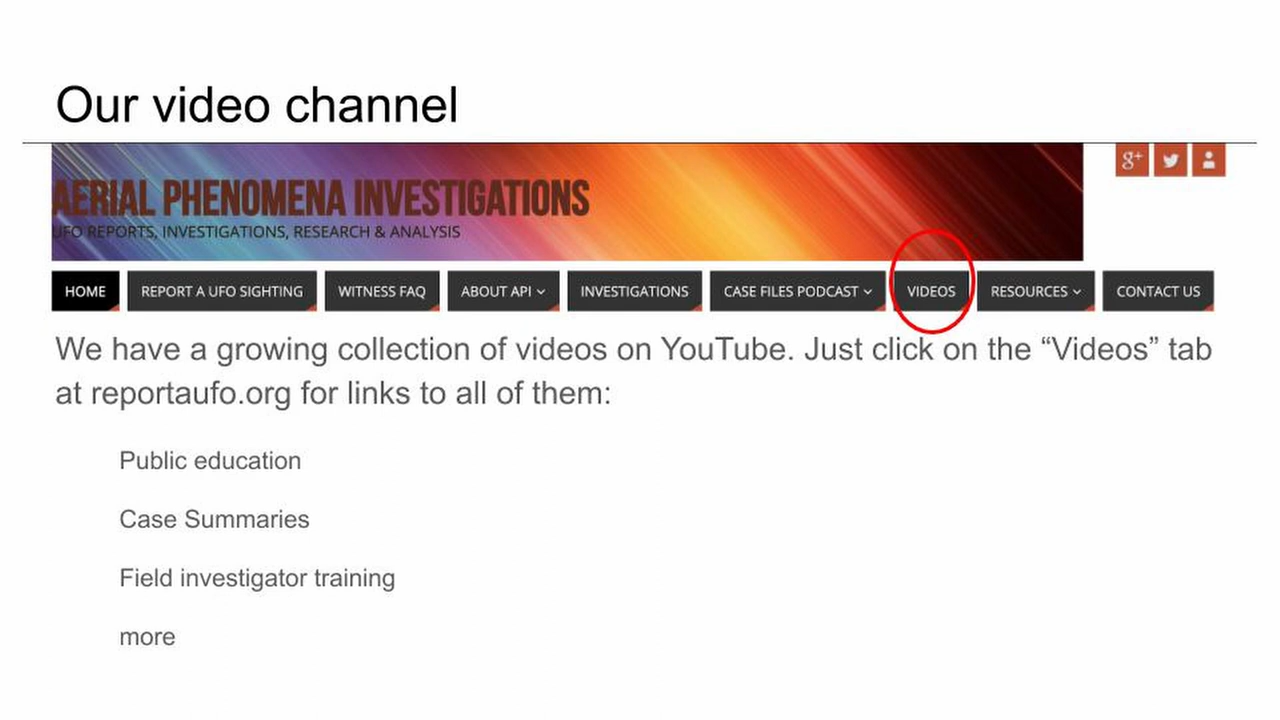 Our video channel
g+
AERIAL PHENOMENA INVESTIGATIONS
UFO REPORTS, INVESTIGATIONS, RESEARCH & ANALYSIS
HOME REPORT A UFO SIGHTING WITNESS FAQ ABOUT API INVESTIGATIONS CASE FILES PODCAST VIDEOS RESOURCES CONTACT US
We have a growing collection of videos on YouTube. Just click on the “Videos” tab
at reportaufo.org for links to all of them:
Public education
Case Summaries
Field investigator training
more